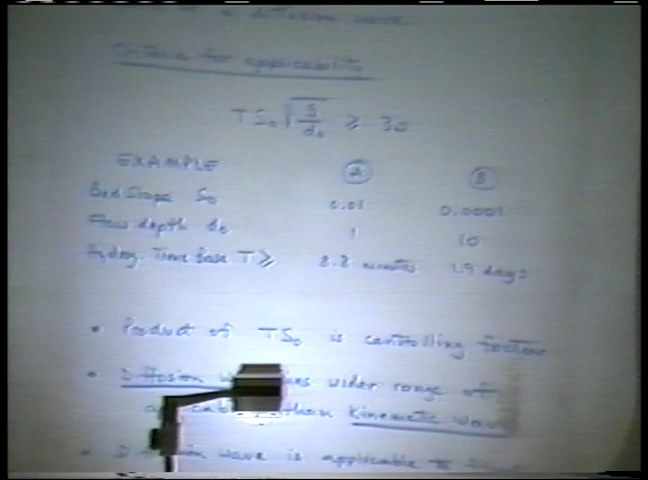 a diffusion wave
Criteria for applicability
T S₀ √(g/d₀) ≥ 30
EXAMPLE A B
Bed Slope S₀ 0.01 0.0001
Flow depth d₀ 1 10
Hydrog. Time Base T ≥ 8.8 minutes 1.9 days
• Product of TS₀ is controlling factor
• Diffusion wider range of
than Kinematic Wave
• wave is applicable to